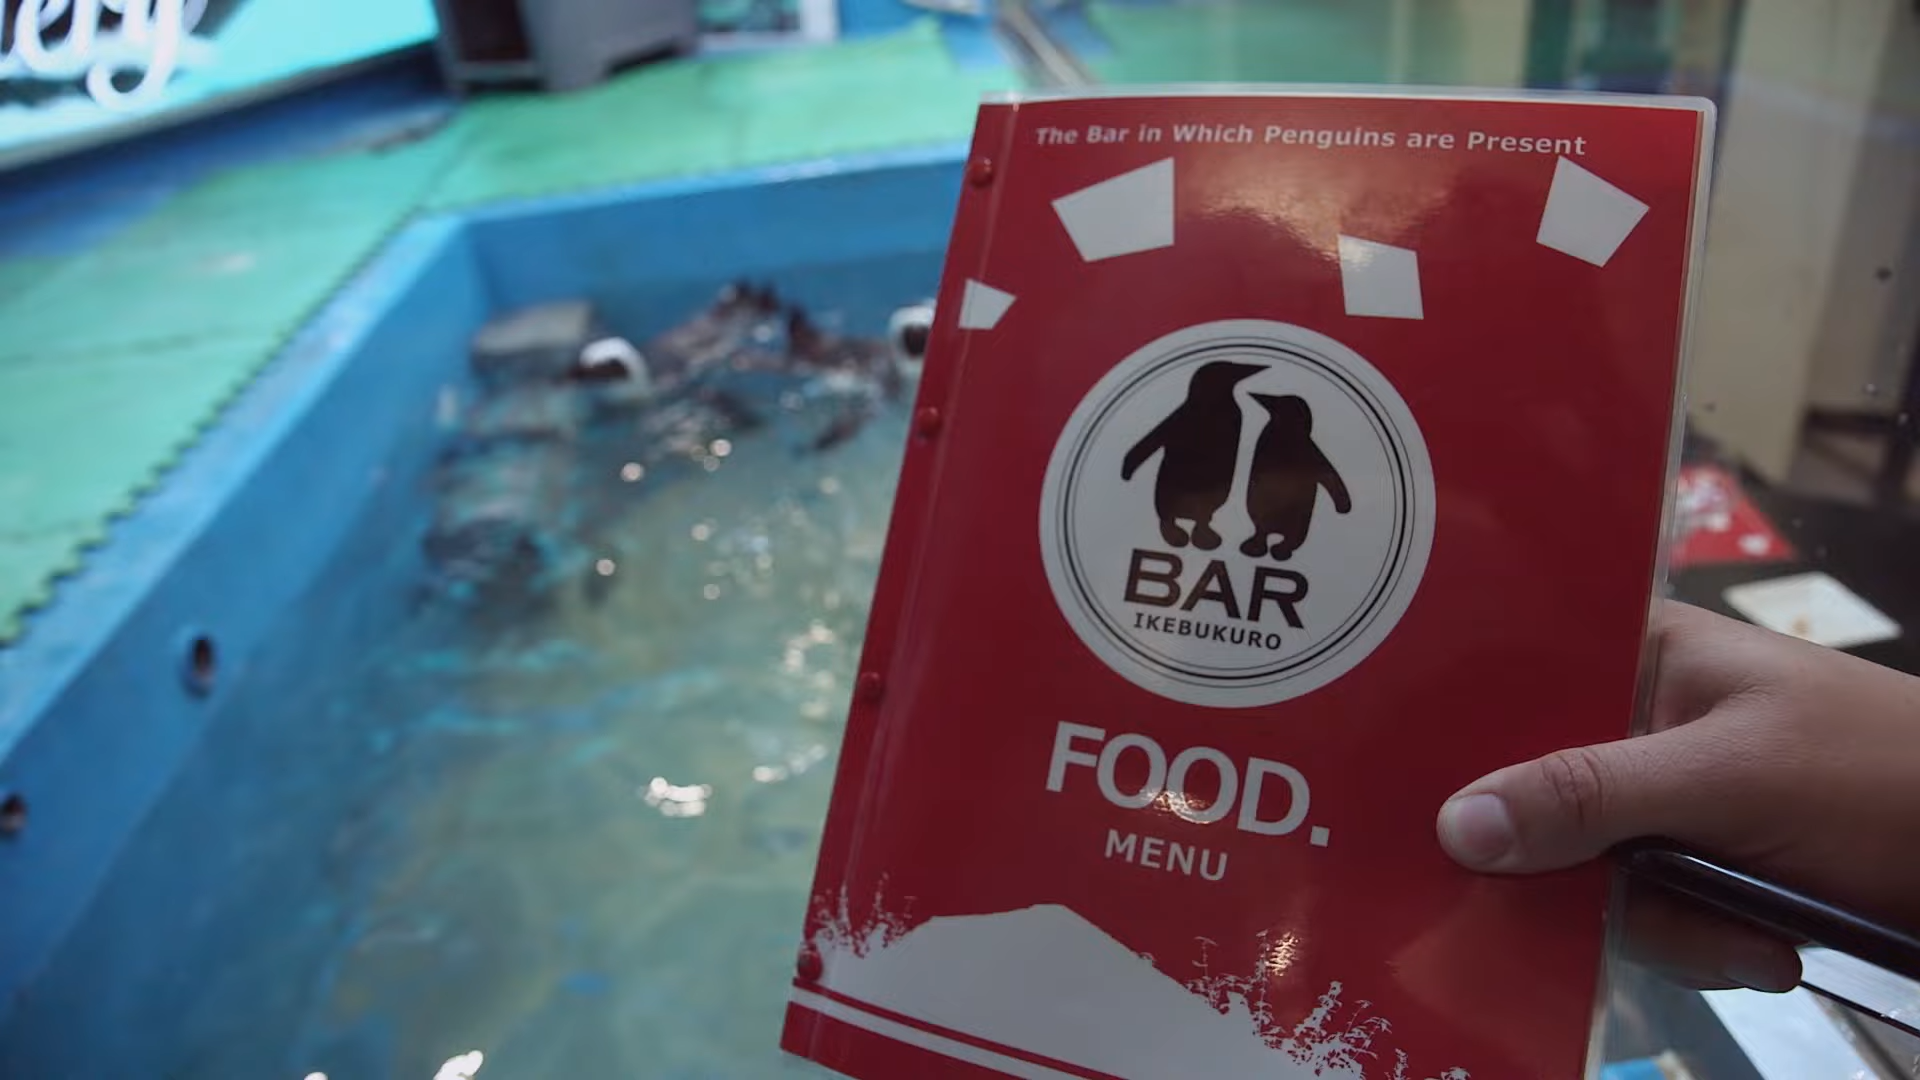 The Bar in Which Penguins are Present
BAR
IKEBUKURO
FOOD.
MENU